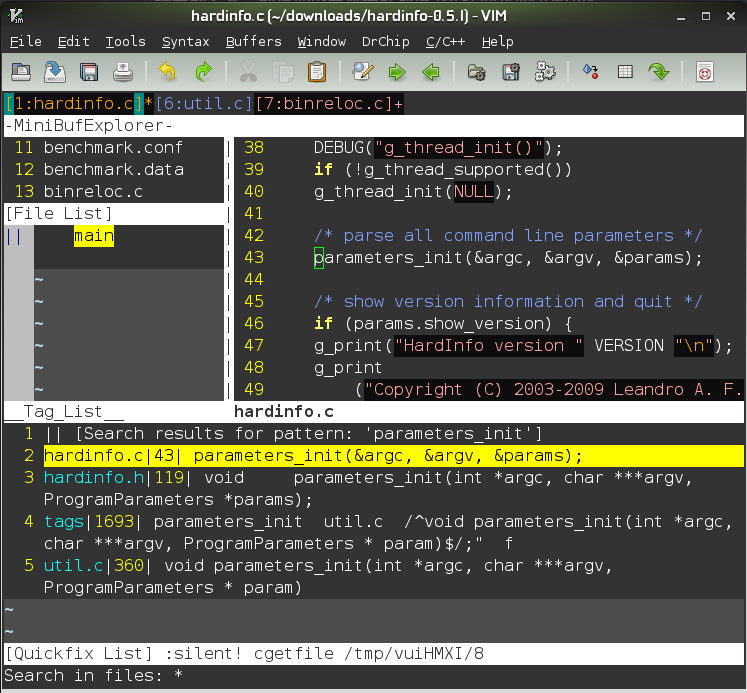 hardinfo.c (~/downloads/hardinfo-0.5.1) - VIM
File Edit Tools Syntax Buffers Window DrChip C/C++ Help
[1:hardinfo.c]*[6:util.c][7:binreloc.c]+
-MiniBufExplorer-
11 benchmark.conf
12 benchmark.data
13 binreloc.c
[File List]
|| main
~
~
~
~
~
~
__Tag_List__
38 DEBUG("g_thread_init()");
39 if (!g_thread_supported())
40 g_thread_init(NULL);
41
42 /* parse all command line parameters */
43 parameters_init(&argc, &argv, &params);
44
45 /* show version information and quit */
46 if (params.show_version) {
47 g_print("HardInfo version " VERSION "\n");
48 g_print
49 ("Copyright (C) 2003-2009 Leandro A. F.
hardinfo.c
1 || [Search results for pattern: 'parameters_init']
2 hardinfo.c|43| parameters_init(&argc, &argv, &params);
3 hardinfo.h|119| void parameters_init(int *argc, char ***argv,
ProgramParameters *params);
4 tags|1693| parameters_init util.c /^void parameters_init(int *argc,
char ***argv, ProgramParameters * param)$/;" f
5 util.c|360| void parameters_init(int *argc, char ***argv,
ProgramParameters * param)
~
~
[Quickfix List] :silent! cgetfile /tmp/vuiHMXI/8
Search in files: *